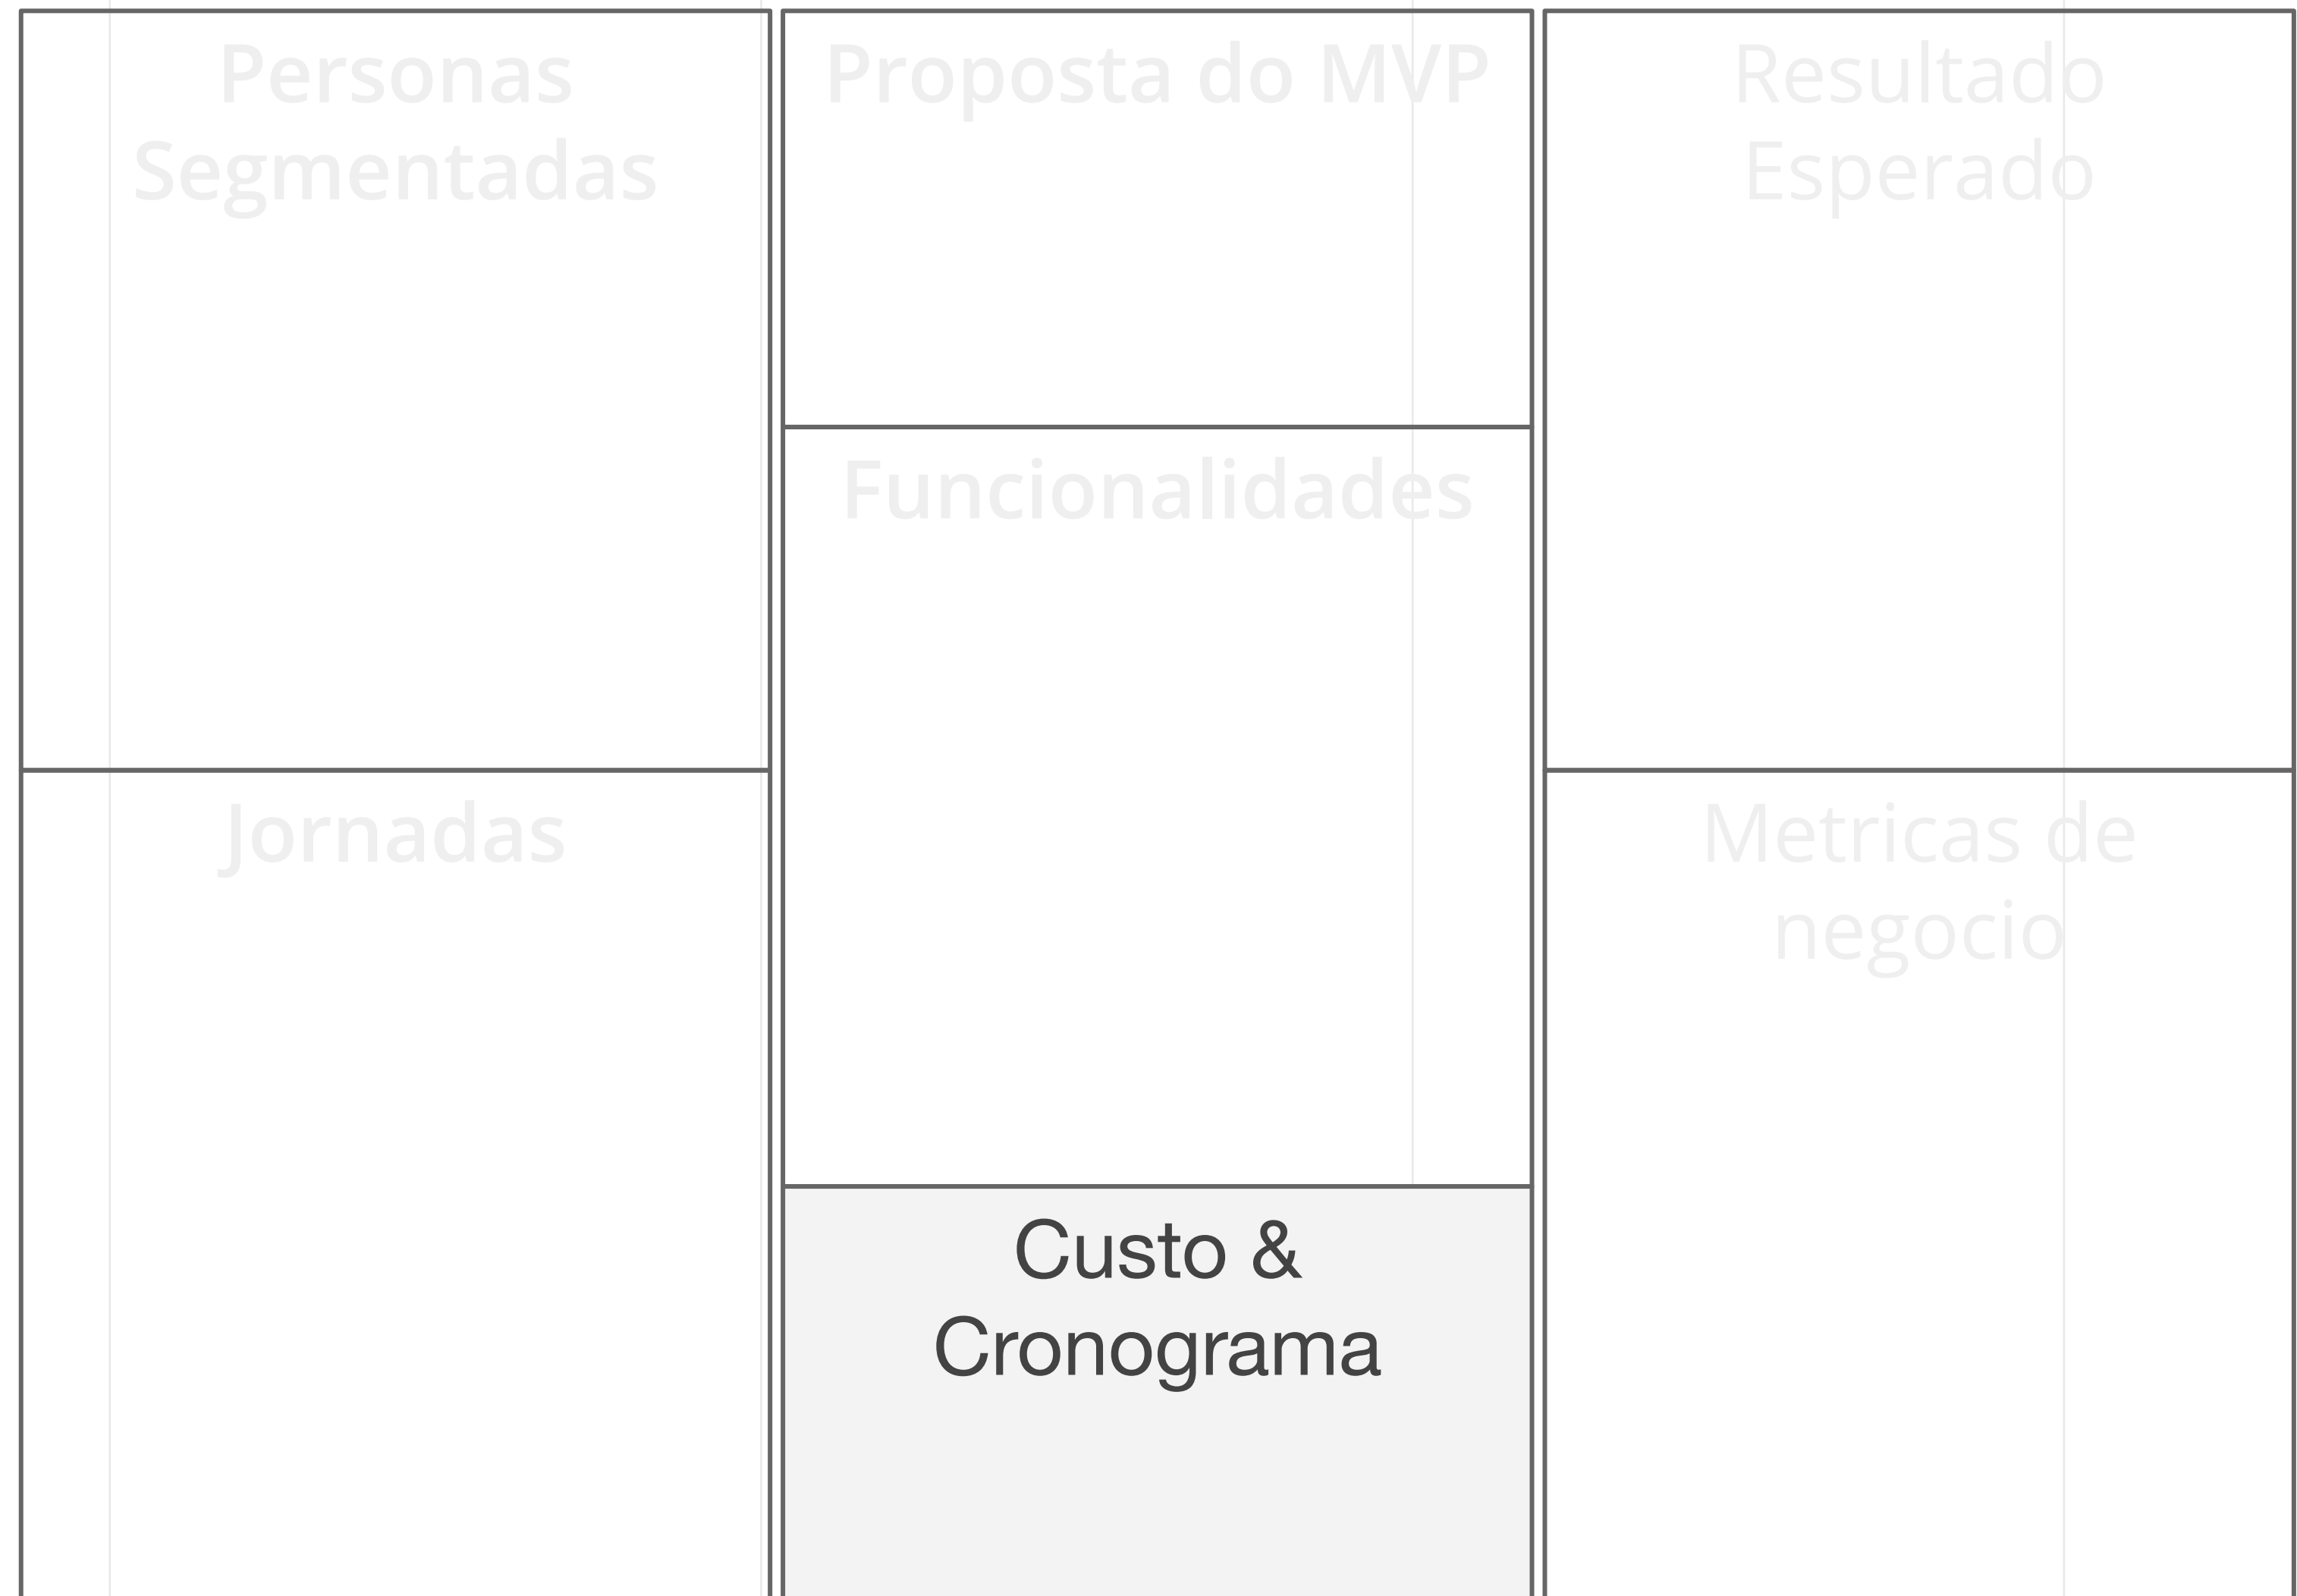 Personas
Segmentadas
Proposta do MVP
Resultado
Esperado
Funcionalidades
Jornadas
Metricas de
negocio
Custo &
Cronograma